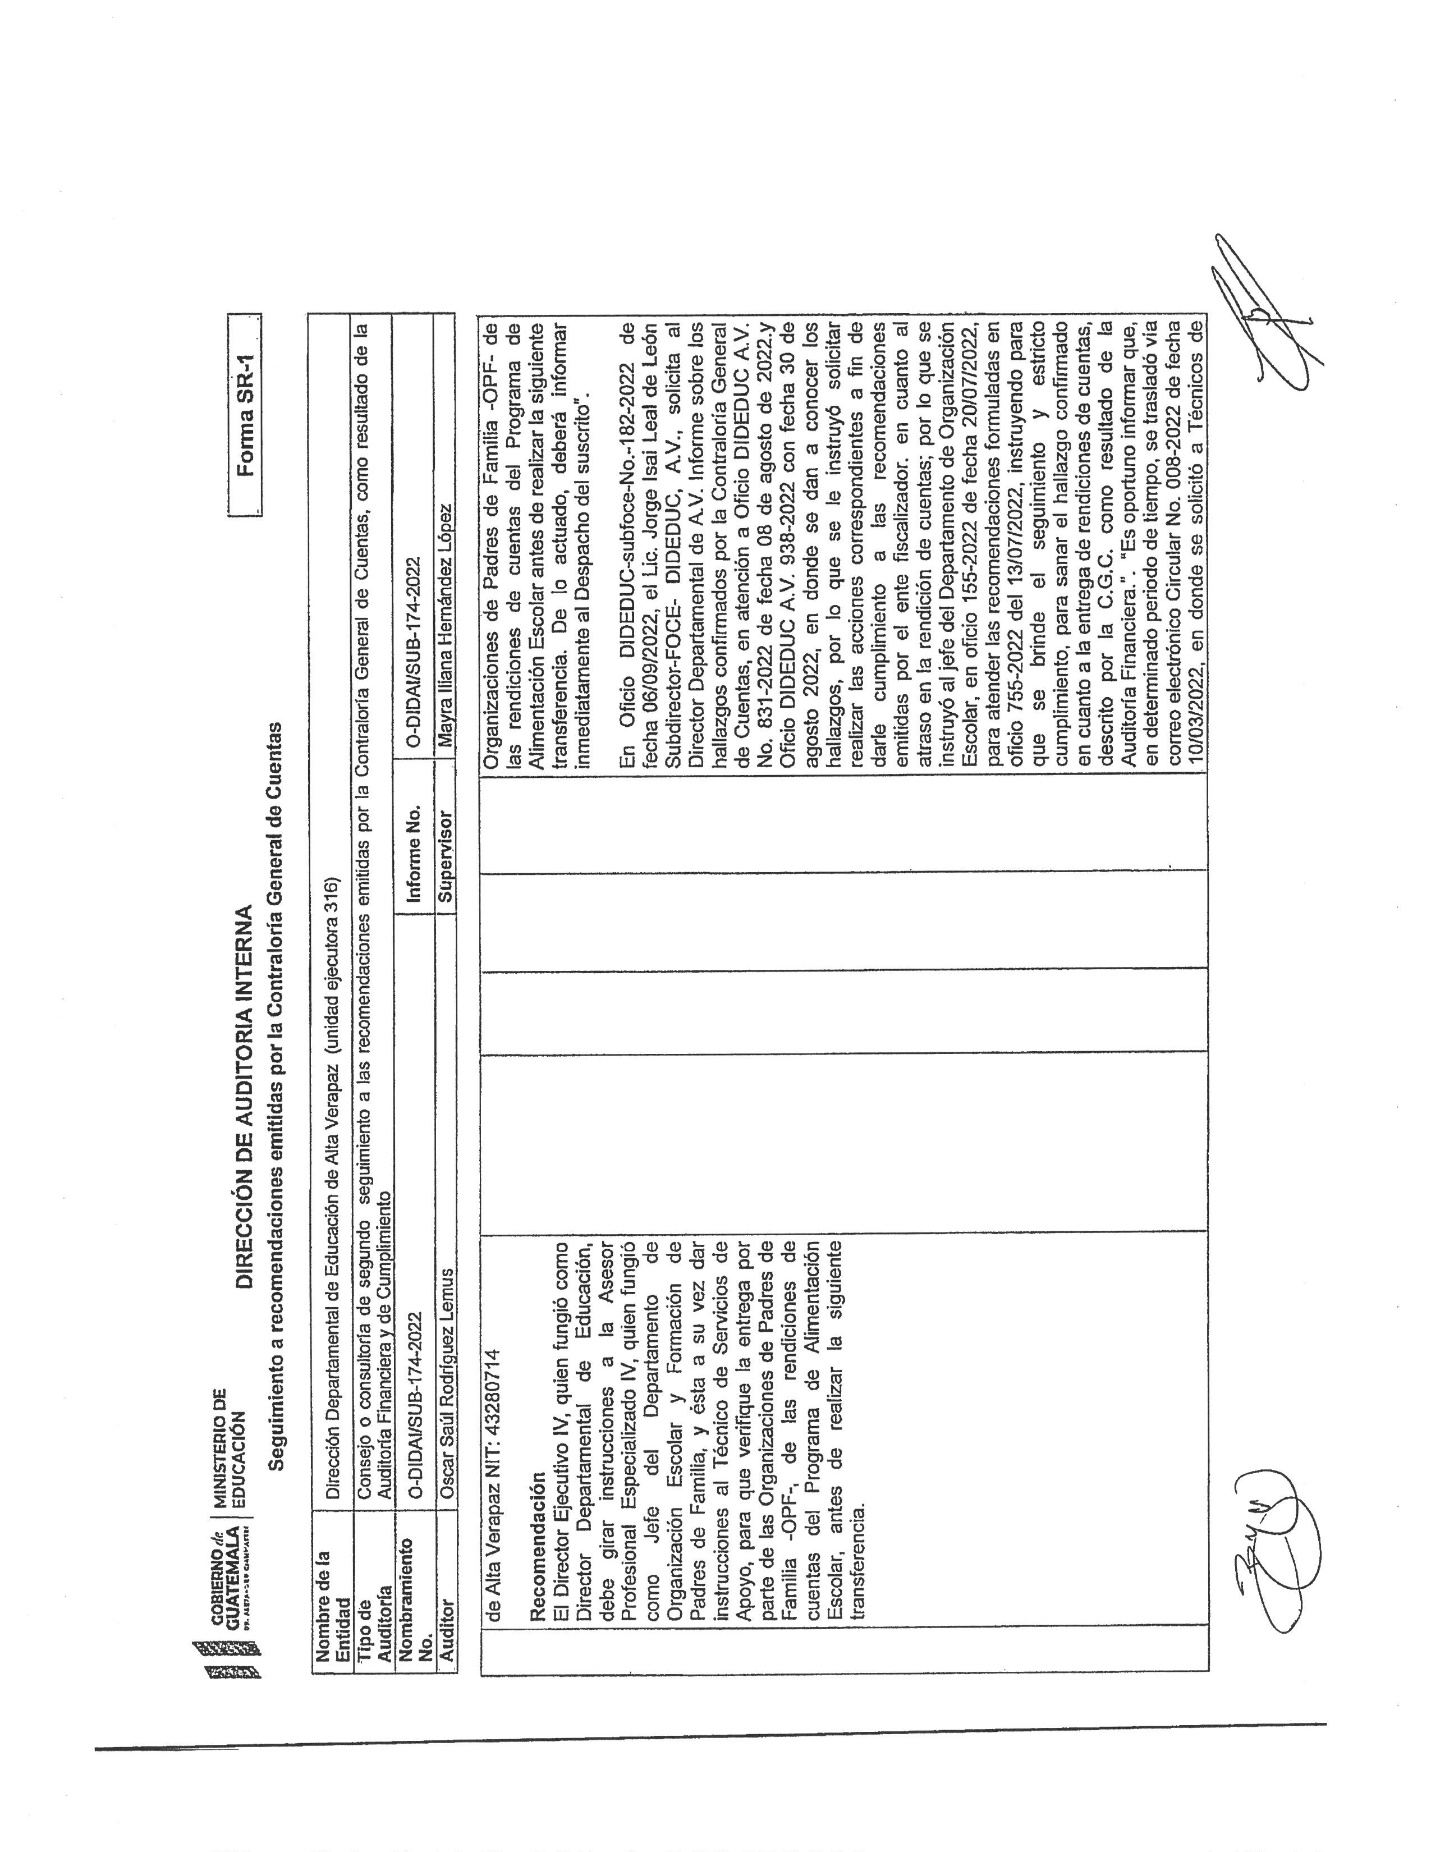 GOBIERNO de
GUATEMALA
DR. ALEJANDRO GIAMMATTEI
MINISTERIO DE
EDUCACIÓN
DIRECCIÓN DE AUDITORIA INTERNA
Forma SR-1
Seguimiento a recomendaciones emitidas por la Contraloría General de Cuentas
Nombre de la
Entidad
Dirección Departamental de Educación de Alta Verapaz (unidad ejecutora 316)
Tipo de
Auditoría
Consejo o consultoría de segundo seguimiento a las recomendaciones emitidas por la Contraloría General de Cuentas, como resultado de la
Auditoría Financiera y de Cumplimiento
Nombramiento
No.
O-DIDAI/SUB-174-2022
Informe No.
O-DIDAI/SUB-174-2022
Auditor
Oscar Saúl Rodríguez Lemus
Supervisor
Mayra Iliana Hernández López
de Alta Verapaz NIT: 43280714
Recomendación
El Director Ejecutivo IV, quien fungió como
Director Departamental de Educación,
debe girar instrucciones a la Asesor
Profesional Especializado IV, quien fungió
como Jefe del Departamento de
Organización Escolar y Formación de
Padres de Familia, y ésta a su vez dar
instrucciones al Técnico de Servicios de
Apoyo, para que verifique la entrega por
parte de las Organizaciones de Padres de
Familia -OPF-, de las rendiciones de
cuentas del Programa de Alimentación
Escolar, antes de realizar la siguiente
transferencia.
Organizaciones de Padres de Familia -OPF- de
las rendiciones de cuentas del Programa de
Alimentación Escolar antes de realizar la siguiente
transferencia. De lo actuado, deberá informar
inmediatamente al Despacho del suscrito".
En Oficio DIDEDUC-subfoce-No.-182-2022 de
fecha 06/09/2022, el Lic. Jorge Isai Leal de León
Subdirector-FOCE- DIDEDUC, A.V., solicita al
Director Departamental de A.V. Informe sobre los
hallazgos confirmados por la Contraloría General
de Cuentas, en atención a Oficio DIDEDUC A.V.
No. 831-2022 de fecha 08 de agosto de 2022.y
Oficio DIDEDUC A.V. 938-2022 con fecha 30 de
agosto 2022, en donde se dan a conocer los
hallazgos, por lo que se le instruyó solicitar
realizar las acciones correspondientes a fin de
darle cumplimiento a las recomendaciones
emitidas por el ente fiscalizador. en cuanto al
atraso en la rendición de cuentas; por lo que se
instruyó al jefe del Departamento de Organización
Escolar, en oficio 155-2022 de fecha 20/07/2022,
para atender las recomendaciones formuladas en
oficio 755-2022 del 13/07/2022, instruyendo para
que se brinde el seguimiento y estricto
cumplimiento, para sanar el hallazgo confirmado
en cuanto a la entrega de rendiciones de cuentas,
descrito por la C.G.C. como resultado de la
Auditoría Financiera.". "Es oportuno informar que,
en determinado periodo de tiempo, se trasladó via
correo electrónico Circular No. 008-2022 de fecha
10/03/2022, en donde se solicitó a Técnicos de